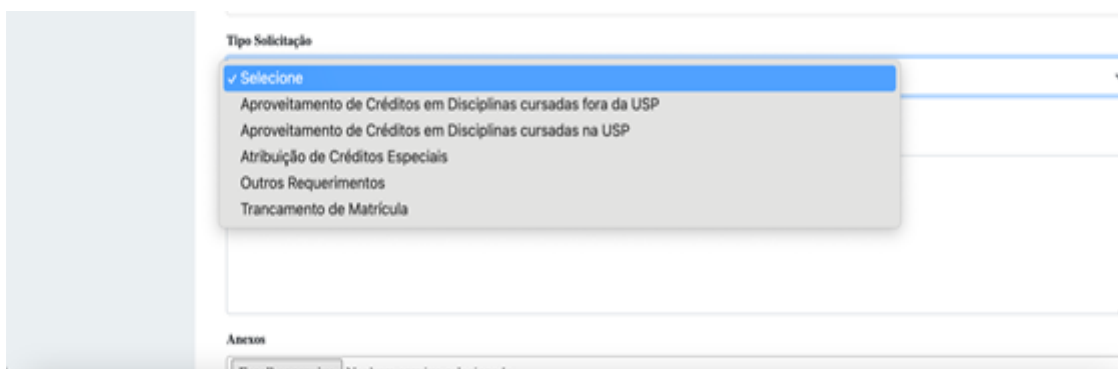 Tipo Solicitação
✓ Selecione
Aproveitamento de Créditos em Disciplinas cursadas fora da USP
Aproveitamento de Créditos em Disciplinas cursadas na USP
Atribuição de Créditos Especiais
Outros Requerimentos
Trancamento de Matrícula
Anexos